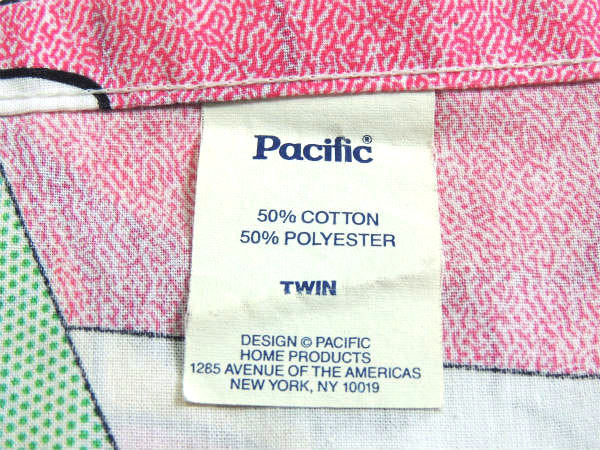 Pacific®
50% COTTON
50% POLYESTER
TWIN
DESIGN © PACIFIC
HOME PRODUCTS
1285 AVENUE OF THE AMERICAS
NEW YORK, NY 10019